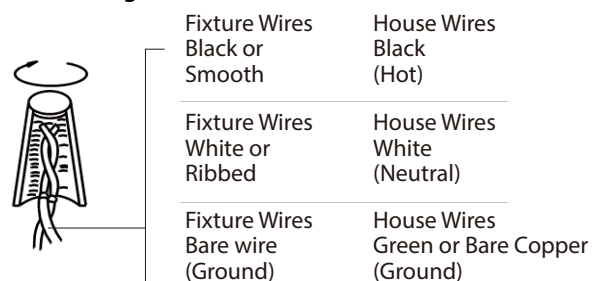 Fixture Wires
Black or
Smooth
House Wires
Black
(Hot)
Fixture Wires
White or
Ribbed
House Wires
White
(Neutral)
Fixture Wires
Bare wire
(Ground)
House Wires
Green or Bare Copper
(Ground)